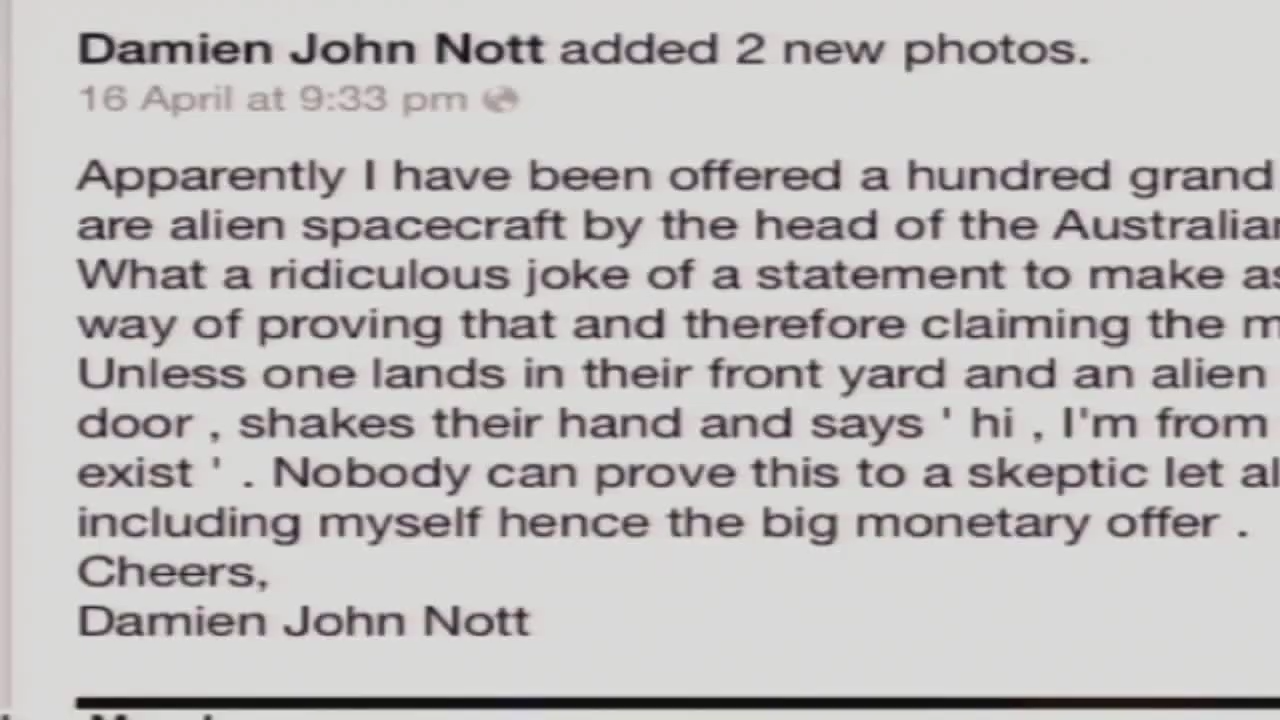 Damien John Nott added 2 new photos.
16 April at 9:33 pm
Apparently I have been offered a hundred grand
are alien spacecraft by the head of the Australian
What a ridiculous joke of a statement to make as
way of proving that and therefore claiming the m
Unless one lands in their front yard and an alien
door , shakes their hand and says ' hi , I'm from
exist ' . Nobody can prove this to a skeptic let al
including myself hence the big monetary offer .
Cheers,
Damien John Nott